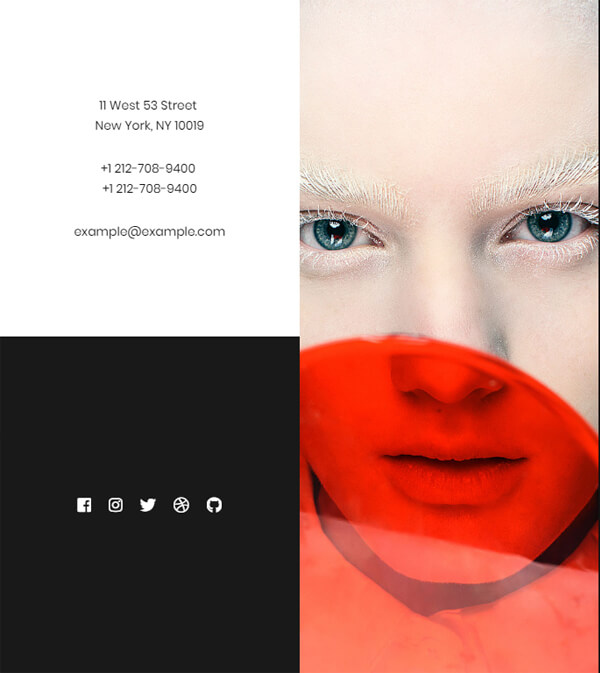 11 West 53 Street
New York, NY 10019
+1 212-708-9400
+1 212-708-9400
example@example.com